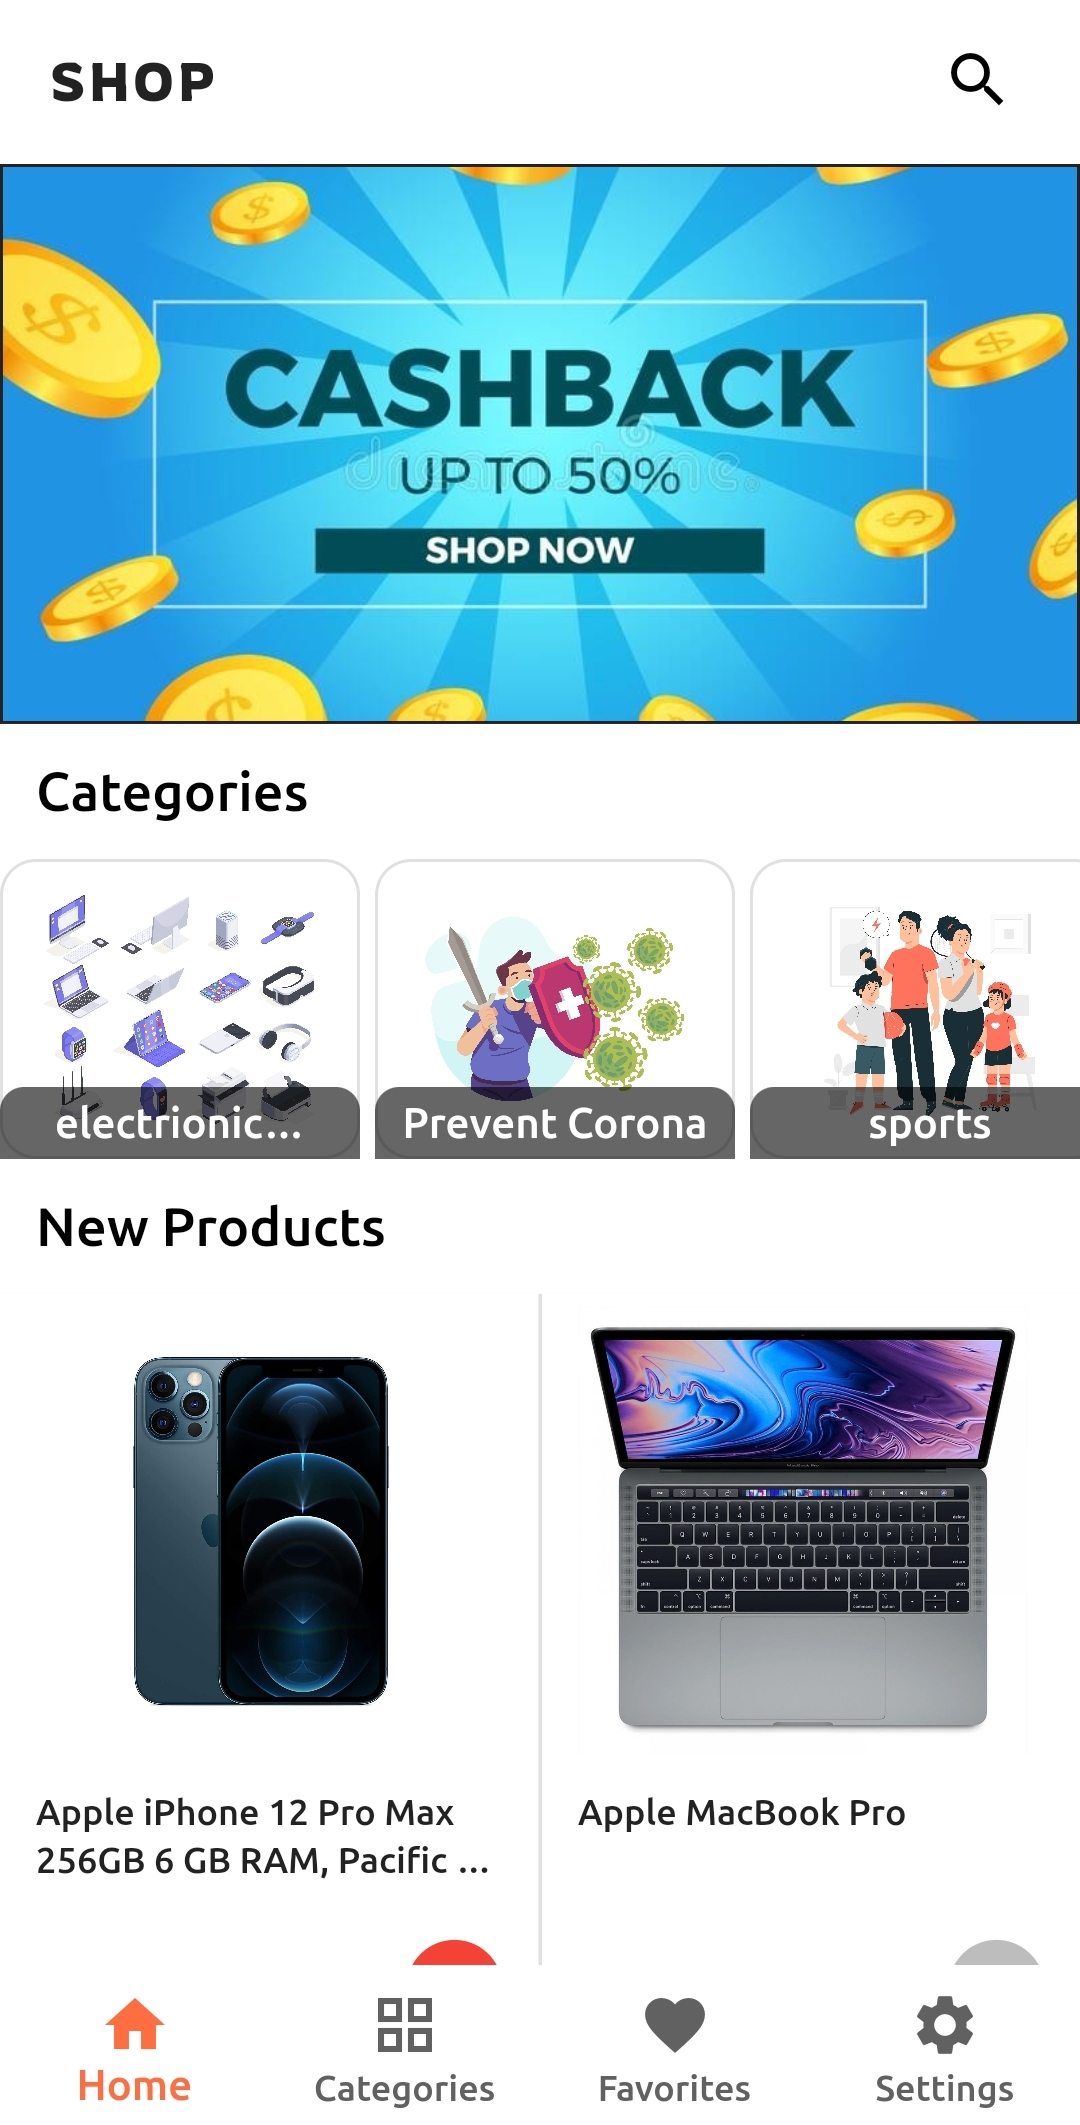 SHOP
CASHBACK
dreamstime.
UP TO 50%
SHOP NOW
Categories
electrionic...
Prevent Corona
sports
New Products
Apple iPhone 12 Pro Max
256GB 6 GB RAM, Pacific ...
Apple MacBook Pro
Home
Categories
Favorites
Settings